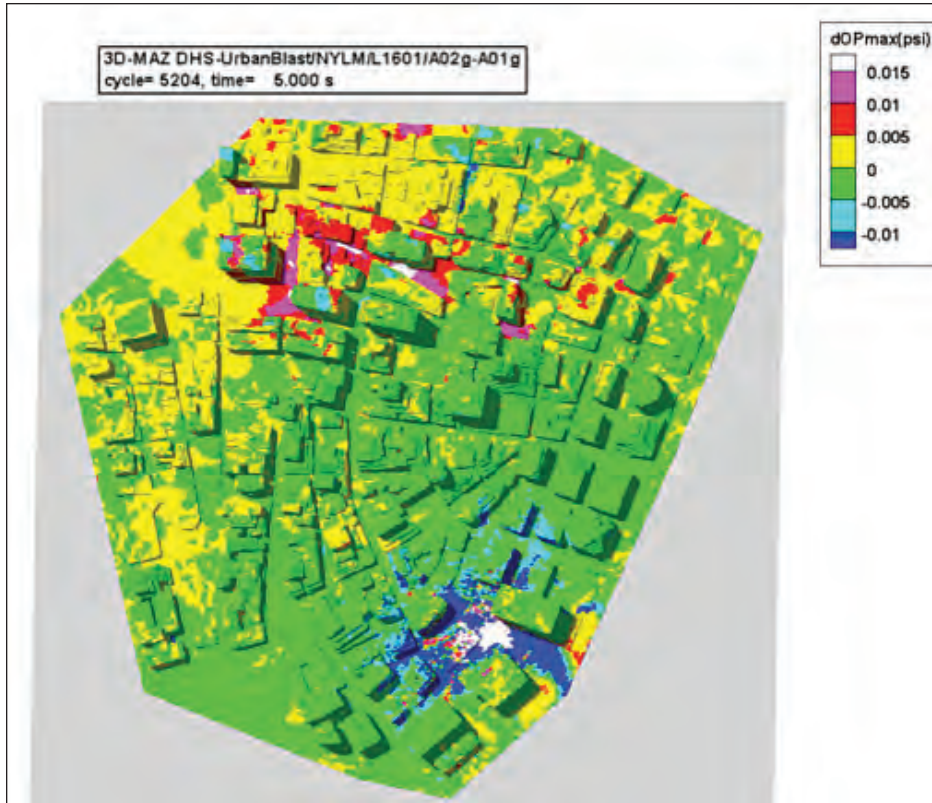 3D-MAZ DHS-UrbanBlast/NYLM/L1601/A02g-A01g
cycle= 5204, time= 5.000 s
dOPmax(psi)
0.015
0.01
0.005
0
-0.005
-0.01